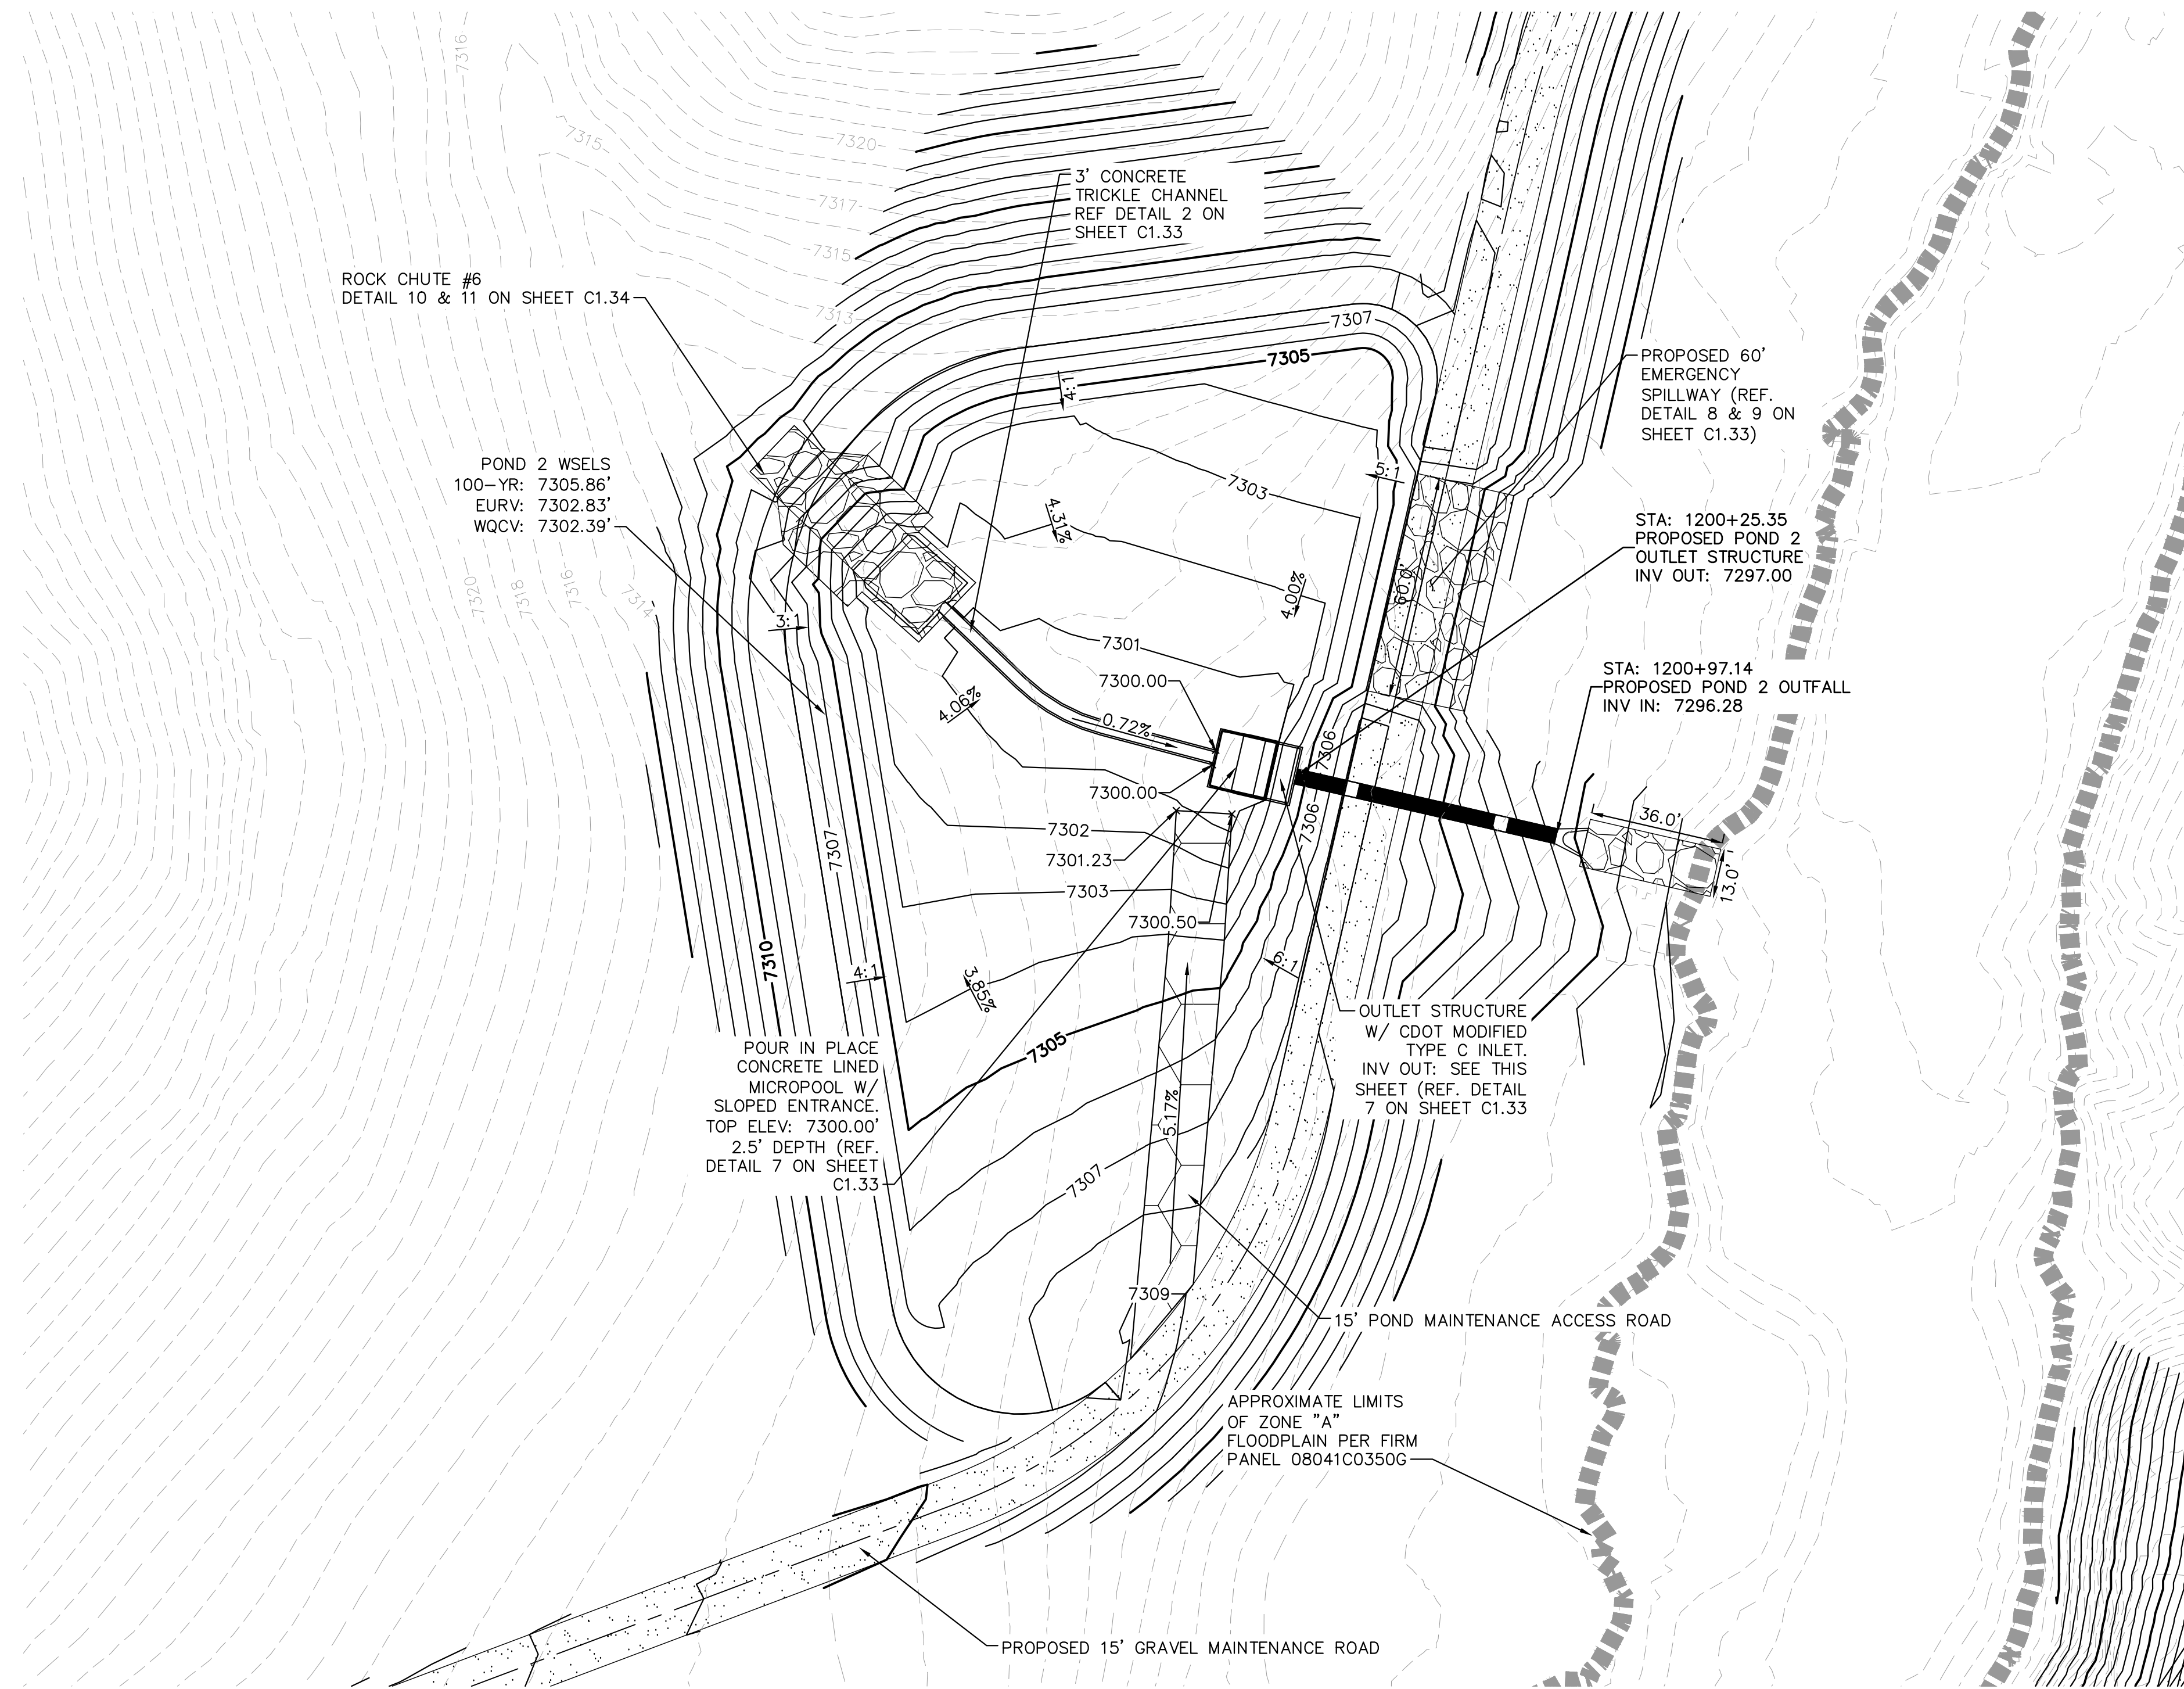 7316
7315
7320
7317
7315
7313
3' CONCRETE
TRICKLE CHANNEL
REF DETAIL 2 ON
SHEET C1.33
ROCK CHUTE #6
DETAIL 10 & 11 ON SHEET C1.34
7307
7305
4:1
PROPOSED 60'
EMERGENCY
SPILLWAY (REF.
DETAIL 8 & 9 ON
SHEET C1.33)
POND 2 WSELS
100-YR: 7305.86'
EURV: 7302.83'
WQCV: 7302.39'
5:1
7303
4.31%
STA: 1200+25.35
PROPOSED POND 2
OUTLET STRUCTURE
INV OUT: 7297.00
7320
7318
7316
7314
60.0'
4.00%
3:1
7301
7300.00
STA: 1200+97.14
PROPOSED POND 2 OUTFALL
INV IN: 7296.28
4.06%
0.72%
7306
7300.00
7306
36.0'
13.0'
7302
7301.23
7307
7303
7300.50
7310
4:1
3.85%
6:1
POUR IN PLACE
CONCRETE LINED
MICROPOOL W/
SLOPED ENTRANCE.
TOP ELEV: 7300.00'
2.5' DEPTH (REF.
DETAIL 7 ON SHEET
C1.33
7305
OUTLET STRUCTURE
W/ CDOT MODIFIED
TYPE C INLET.
INV OUT: SEE THIS
SHEET (REF. DETAIL
7 ON SHEET C1.33
5.17%
7307
7309
15' POND MAINTENANCE ACCESS ROAD
APPROXIMATE LIMITS
OF ZONE "A"
FLOODPLAIN PER FIRM
PANEL 08041C0350G
PROPOSED 15' GRAVEL MAINTENANCE ROAD